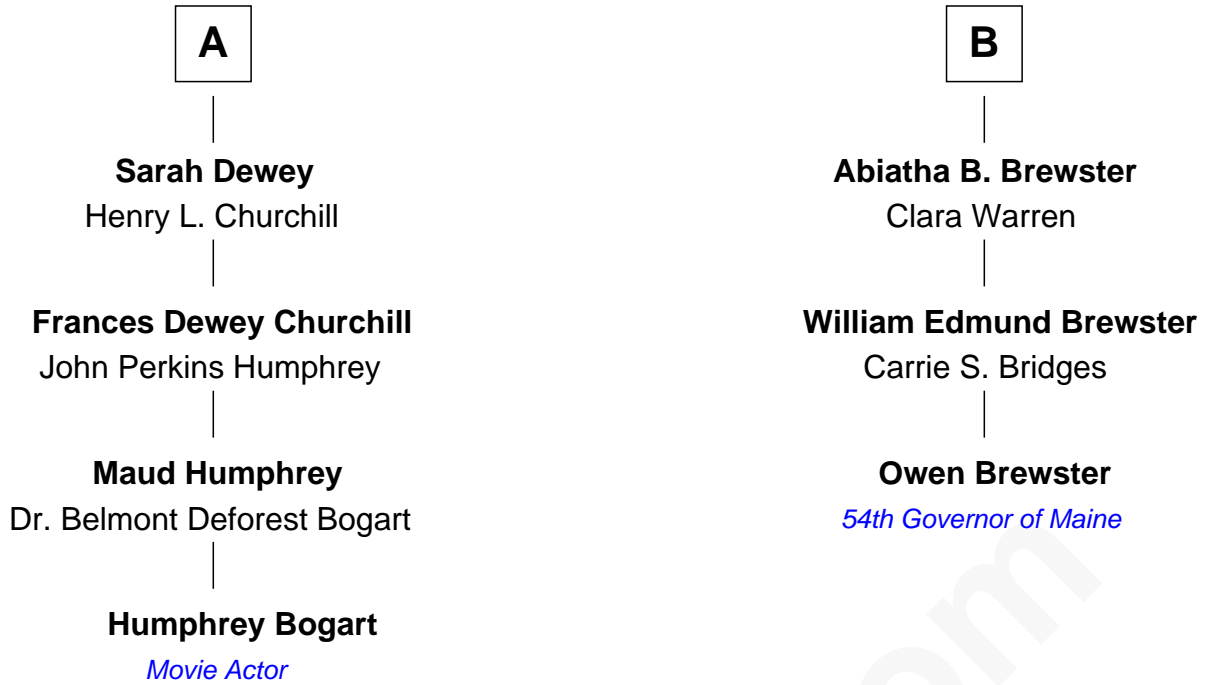 A
Sarah Dewey
Henry L. Churchill
Frances Dewey Churchill
John Perkins Humphrey
Maud Humphrey
Dr. Belmont Deforest Bogart
Humphrey Bogart
Movie Actor
B
Abiatha B. Brewster
Clara Warren
William Edmund Brewster
Carrie S. Bridges
Owen Brewster
54th Governor of Maine
om